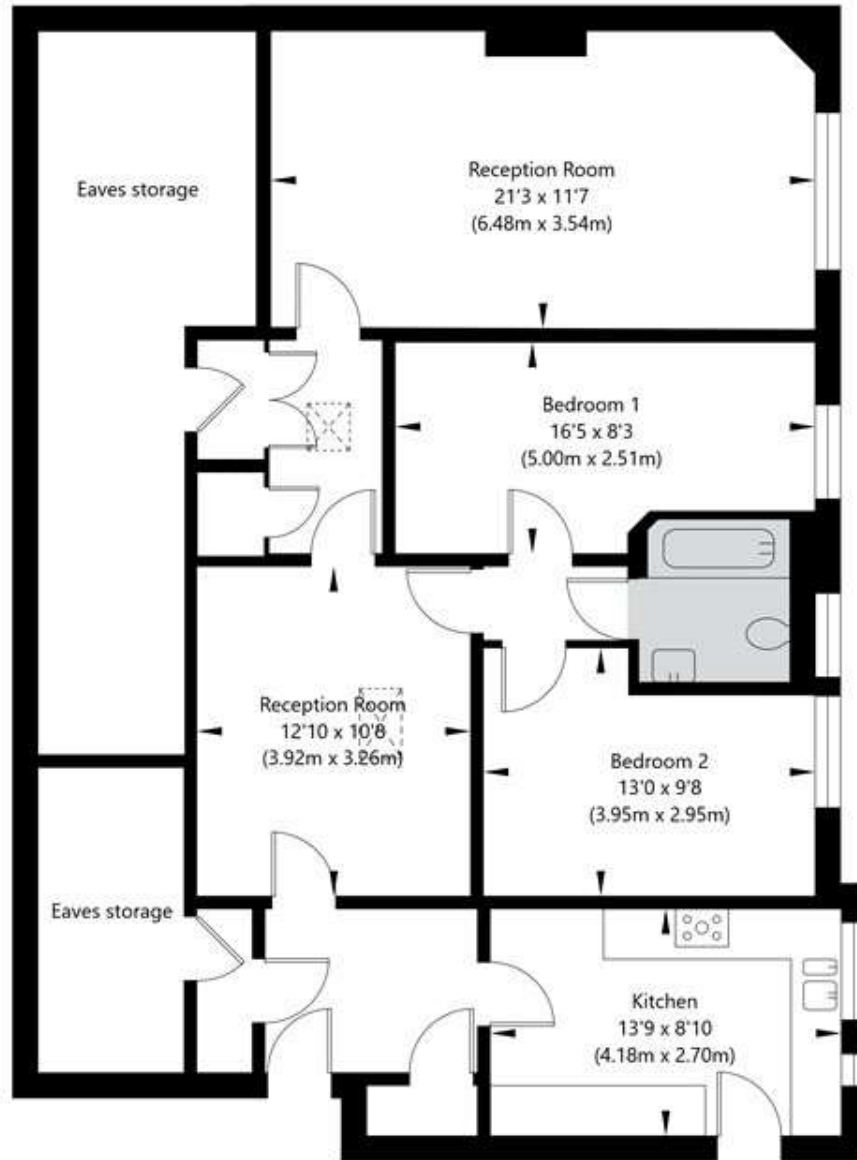 Eaves storage
Reception Room
21'3 x 11'7
(6.48m x 3.54m)
Bedroom 1
16'5 x 8'3
(5.00m x 2.51m)
Reception Room
12'10 x 10'8
(3.92m x 3.26m)
Bedroom 2
13'0 x 9'8
(3.95m x 2.95m)
Eaves storage
Kitchen
13'9 x 8'10
(4.18m x 2.70m)